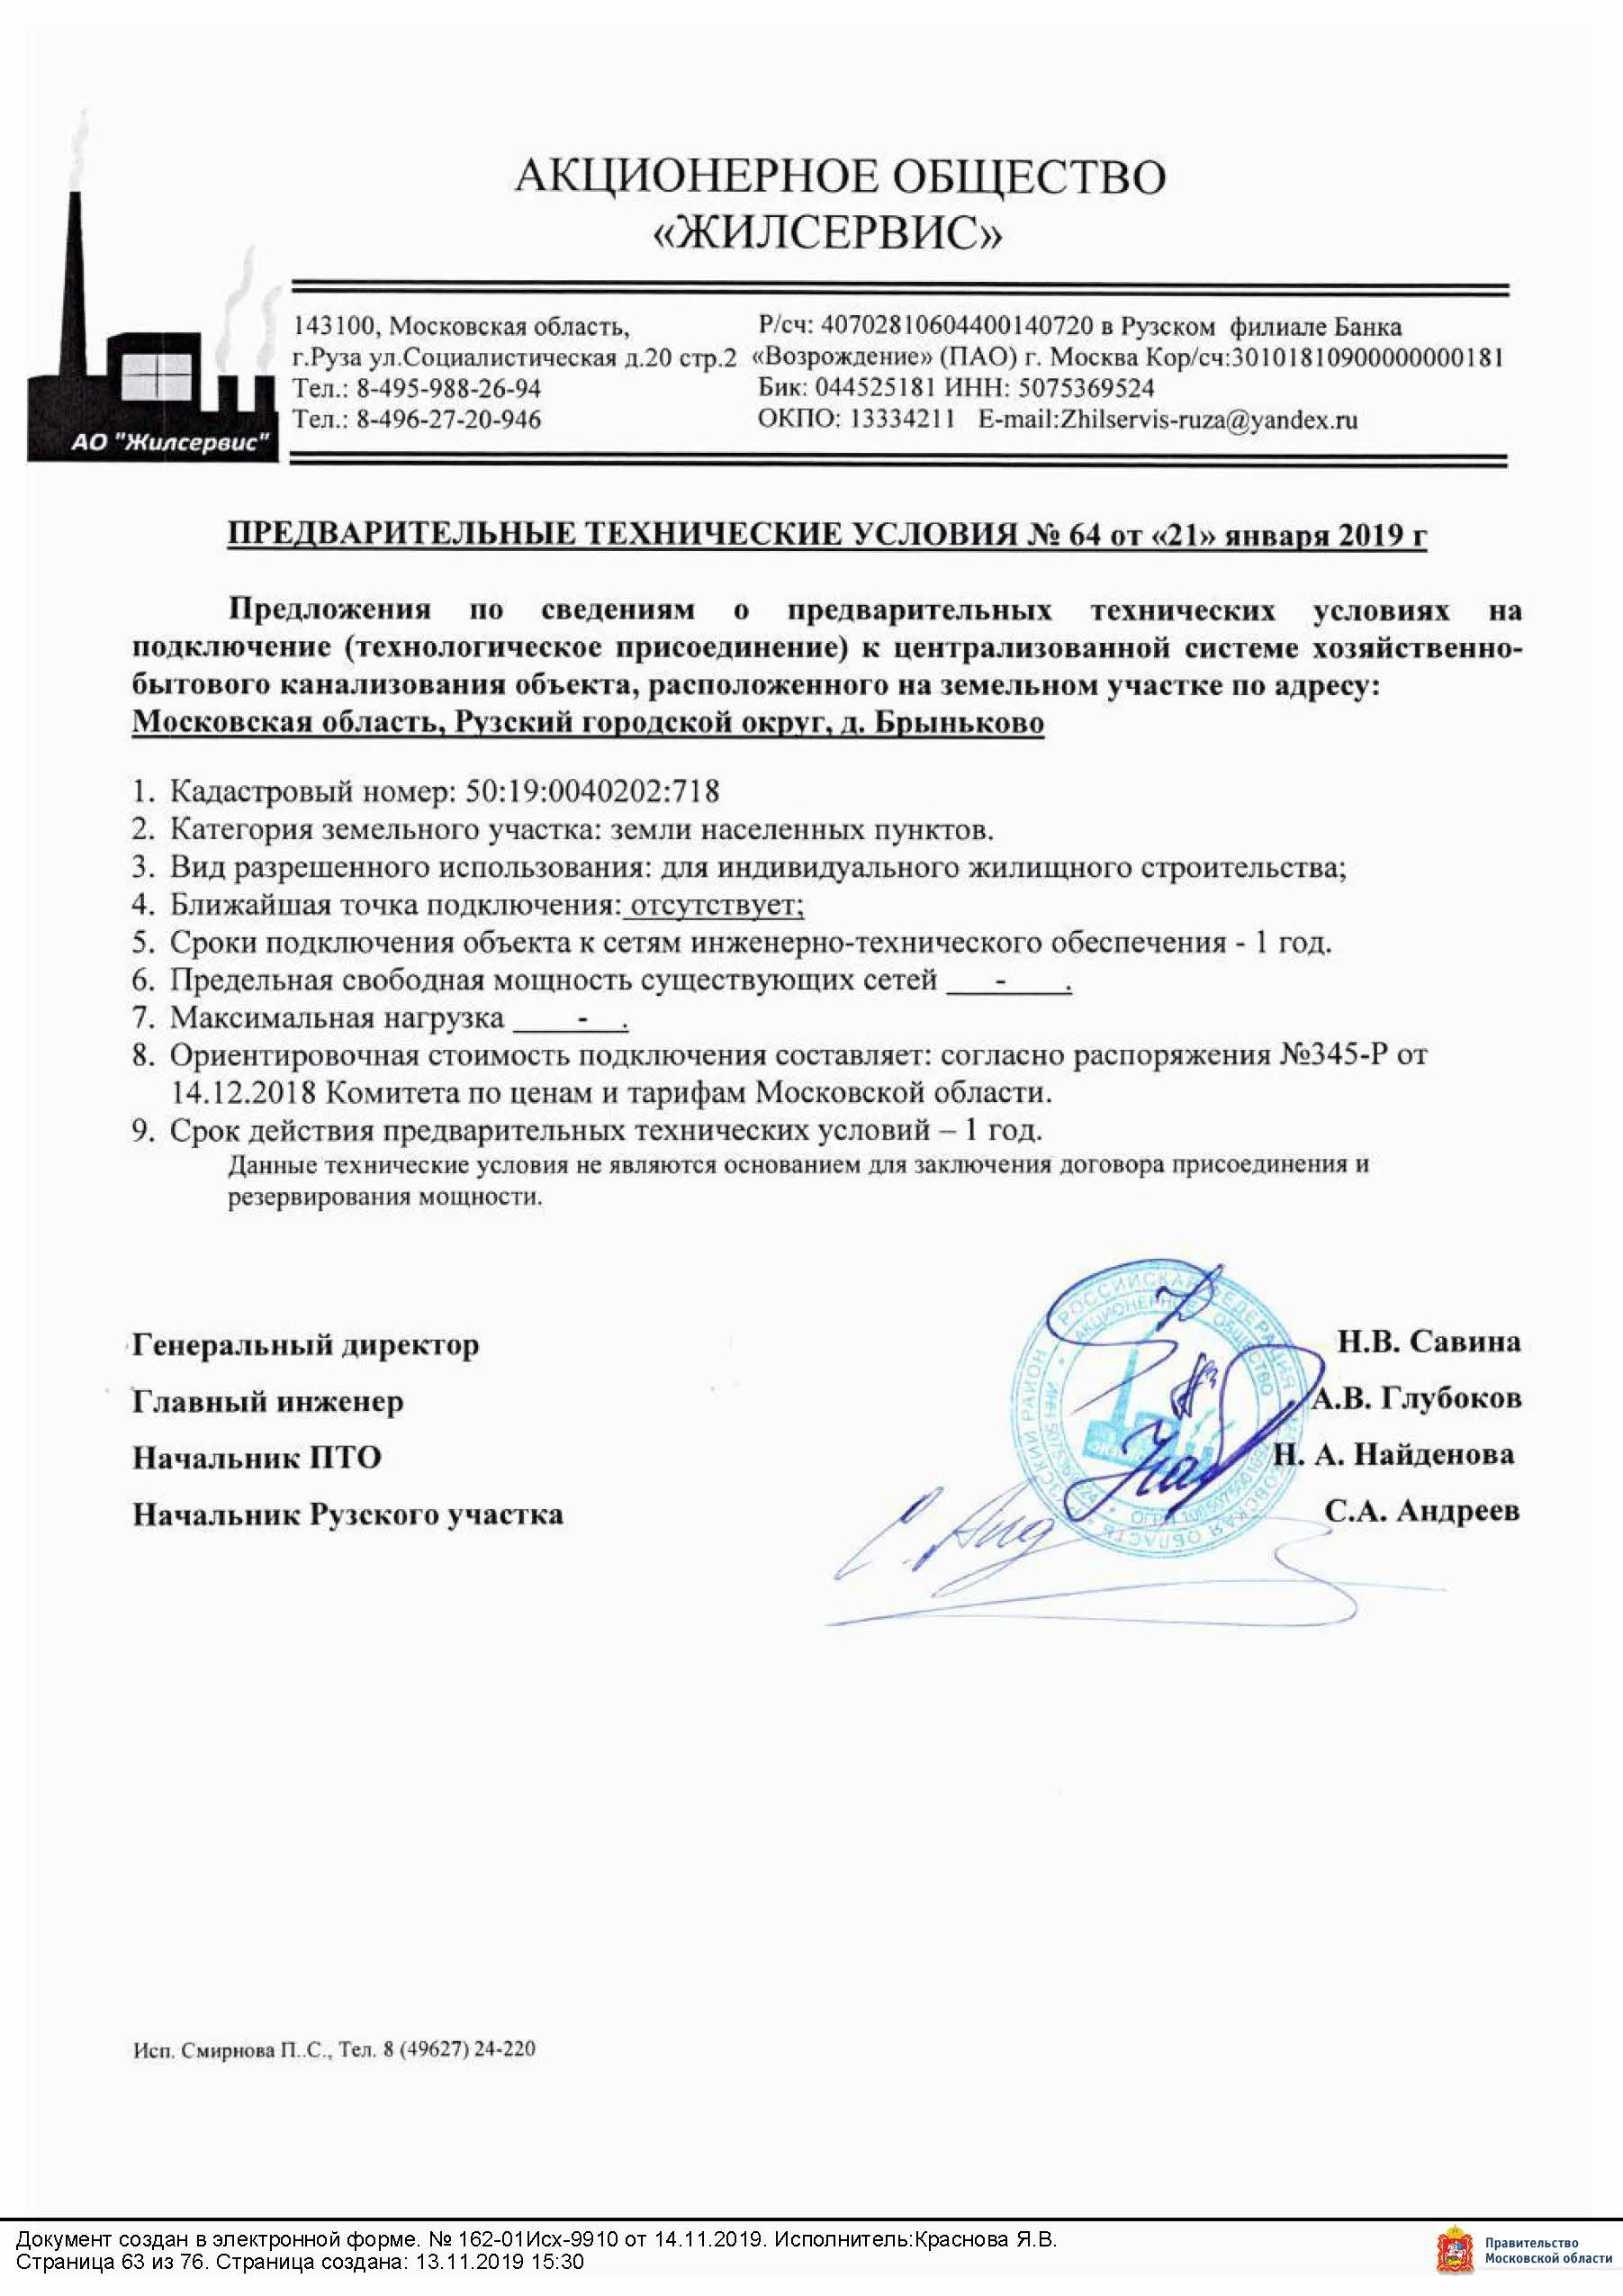 АКЦИОНЕРНОЕ ОБЩЕСТВО
«ЖИЛСЕРВИС»
АО "Жилсервис"
143100, Московская область,
г.Руза ул.Социалистическая д.20 стр.2
Тел.: 8-495-988-26-94
Тел.: 8-496-27-20-946
Р/сч: 40702810604400140720 в Рузском филиале Банка
«Возрождение» (ПАО) г. Москва Кор/сч:30101810900000000181
Бик: 044525181 ИНН: 5075369524
ОКПО: 13334211 E-mail:Zhilservis-ruza@yandex.ru
ПРЕДВАРИТЕЛЬНЫЕ ТЕХНИЧЕСКИЕ УСЛОВИЯ № 64 от «21» января 2019 г
Предложения по сведениям о предварительных технических условиях на
подключение (технологическое присоединение) к централизованной системе хозяйственно-
бытового канализования объекта, расположенного на земельном участке по адресу:
Московская область, Рузский городской округ, д. Брыньково
1. Кадастровый номер: 50:19:0040202:718
2. Категория земельного участка: земли населенных пунктов.
3. Вид разрешенного использования: для индивидуального жилищного строительства;
4. Ближайшая точка подключения: отсутствует;
5. Сроки подключения объекта к сетям инженерно-технического обеспечения - 1 год.
6. Предельная свободная мощность существующих сетей ___-____.
7. Максимальная нагрузка ____-__.
8. Ориентировочная стоимость подключения составляет: согласно распоряжения №345-Р от
14.12.2018 Комитета по ценам и тарифам Московской области.
9. Срок действия предварительных технических условий – 1 год.
Данные технические условия не являются основанием для заключения договора присоединения и
резервирования мощности.
Генеральный директор Н.В. Савина
Главный инженер А.В. Глубоков
Начальник ПТО Н. А. Найденова
Начальник Рузского участка С.А. Андреев
РОССИЙСКАЯ ФЕДЕРАЦИЯ
АКЦИОНЕРНОЕ ОБЩЕСТВО
Исп. Смирнова П..С., Тел. 8 (49627) 24-220
Документ создан в электронной форме. № 162-01Исх-9910 от 14.11.2019. Исполнитель:Краснова Я.В.
Страница 63 из 76. Страница создана: 13.11.2019 15:30
Правительство
Московской области